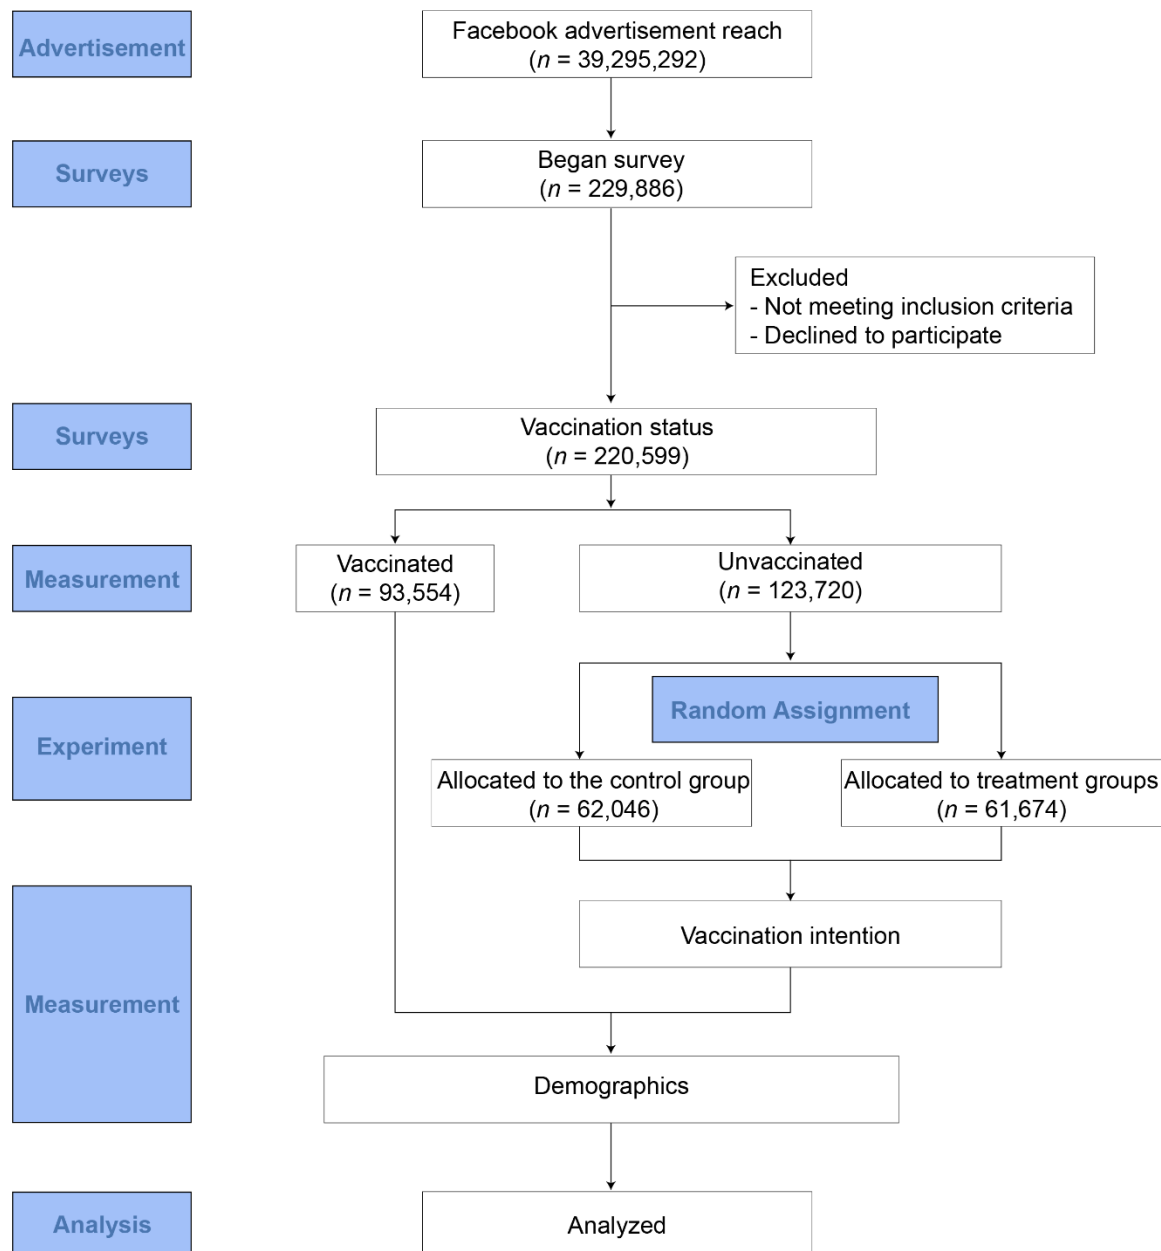 Advertisement
Facebook advertisement reach
(n = 39,295,292)
Surveys
Began survey
(n = 229,886)
Excluded
- Not meeting inclusion criteria
- Declined to participate
Surveys
Vaccination status
(n = 220,599)
Measurement
Vaccinated
(n = 93,554)
Unvaccinated
(n = 123,720)
Experiment
Random Assignment
Allocated to the control group
(n = 62,046)
Allocated to treatment groups
(n = 61,674)
Measurement
Vaccination intention
Demographics
Analysis
Analyzed